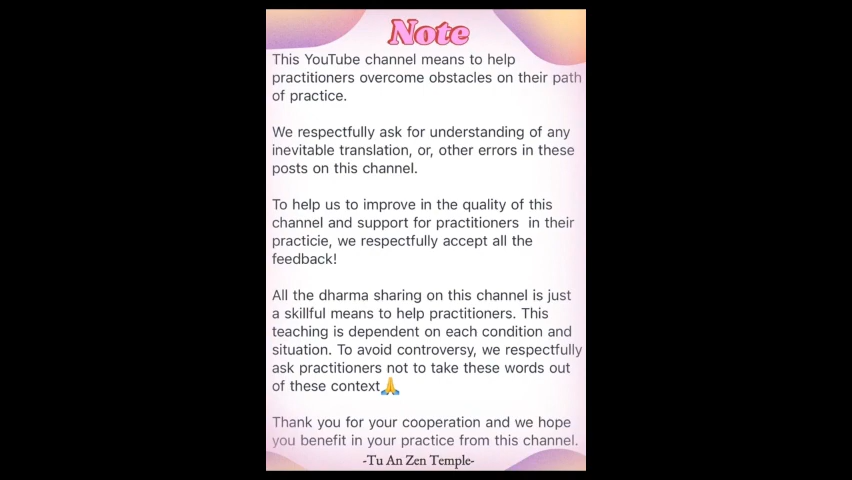 Note
This YouTube channel means to help
practitioners overcome obstacles on their path
of practice.
We respectfully ask for understanding of any
inevitable translation, or, other errors in these
posts on this channel.
To help us to improve in the quality of this
channel and support for practitioners  in their
practicie, we respectfully accept all the
feedback!
All the dharma sharing on this channel is just
a skillful means to help practitioners. This
teaching is dependent on each condition and
situation. To avoid controversy, we respectfully
ask practitioners not to take these words out
of these context🙏
Thank you for your cooperation and we hope
you benefit in your practice from this channel.
-Tu An Zen Temple-